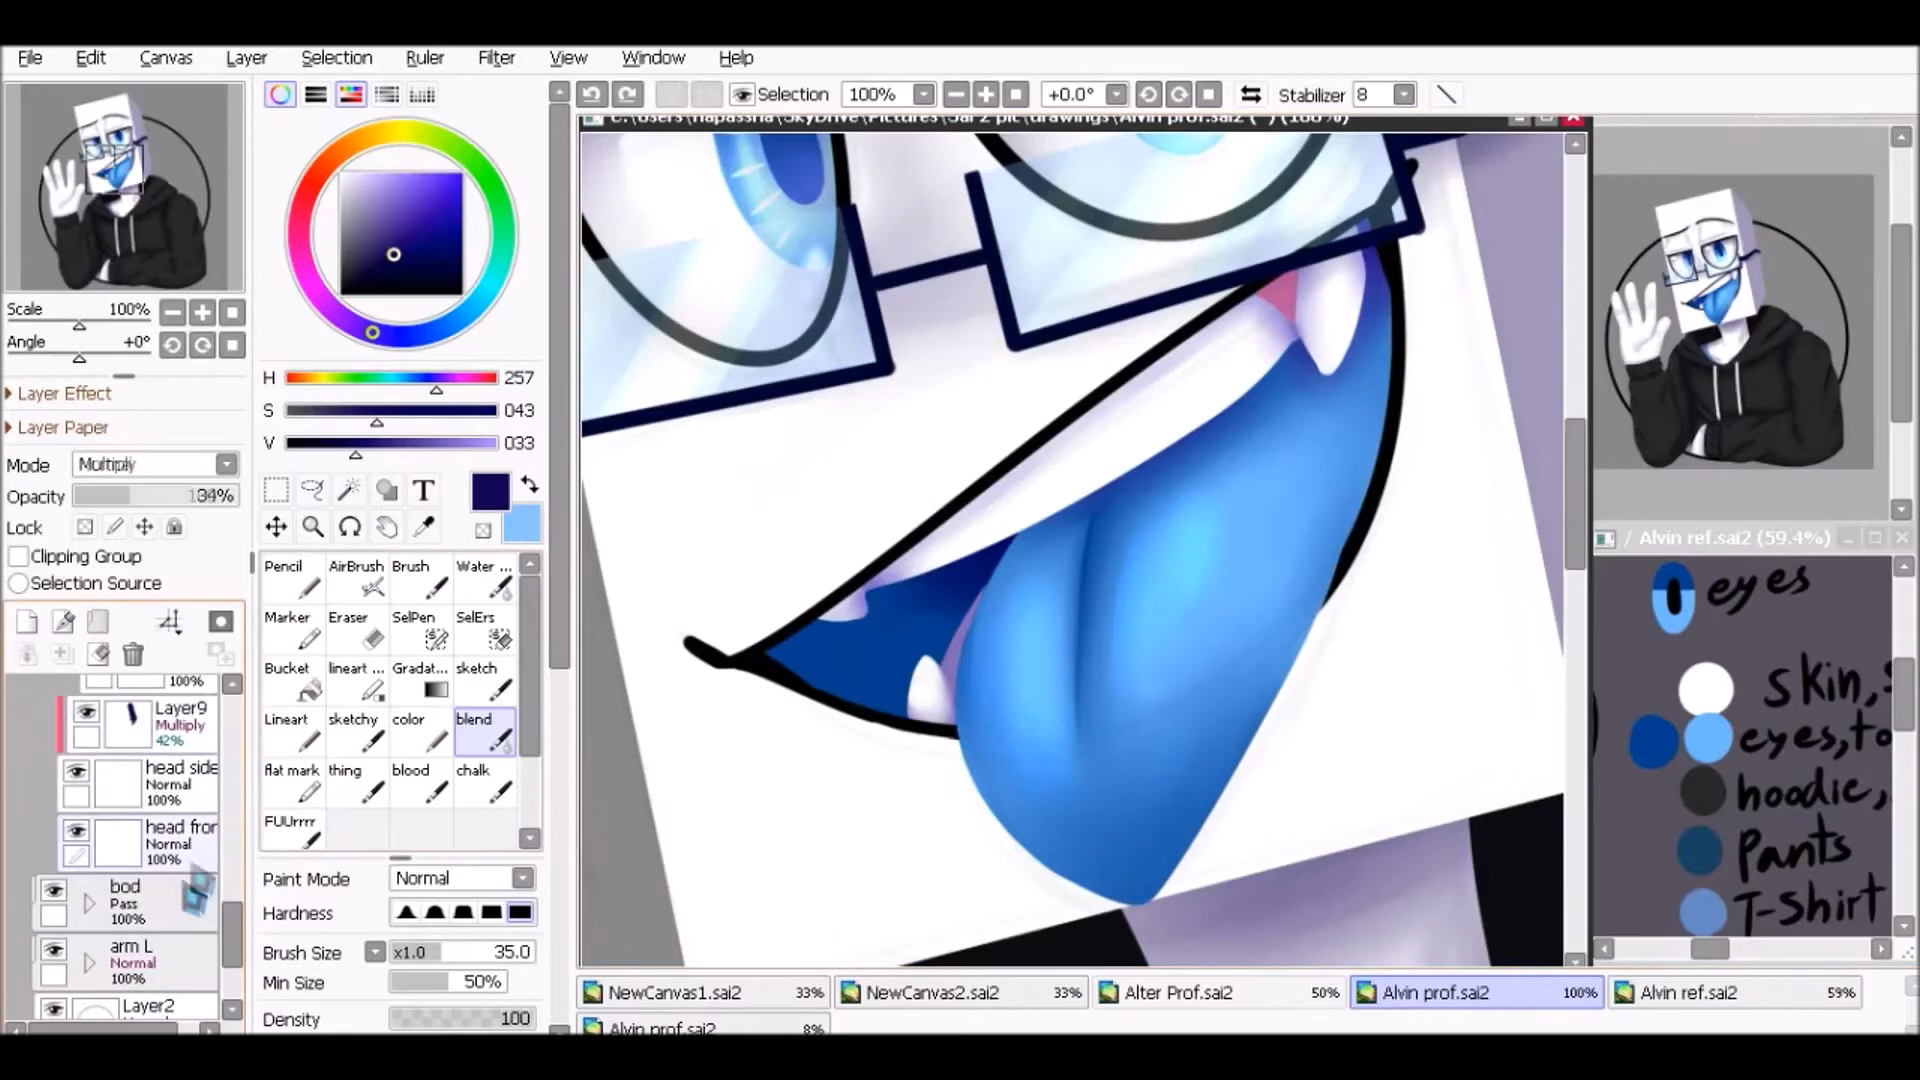 File Edit Canvas Layer Selection Ruler Filter View Window Help
Selection 100% +0.0° Stabilizer 8
Scale 100%
Angle +0°
Layer Effect
Layer Paper
Mode Multiply
Opacity
Lock
Clipping Group
Selection Source
100%
Layer9
Multiply
42%
head side
Normal
100%
head fron
Normal
100%
bod
Pass
100%
arm L
Normal
100%
Layer2
H 257
S 043
V 033
T
Pencil AirBrush Brush Water ...
Marker Eraser SelPen SelErs
Bucket lineart ... Gradat... sketch
Lineart sketchy color blend
flat mark thing blood chalk
FUUrrrr
Paint Mode Normal
Hardness
Brush Size x1.0 35.0
Min Size 50%
Density 100
Alvin ref.sai2 (59.4%)
eyes
skin,
eyes,to
hoodie,
Pants
T-Shirt
NewCanvas1.sai2 33% NewCanvas2.sai2 33% Alter Prof.sai2 50% Alvin prof.sai2 100% Alvin ref.sai2 59%
Alvin prof.sai2 8%